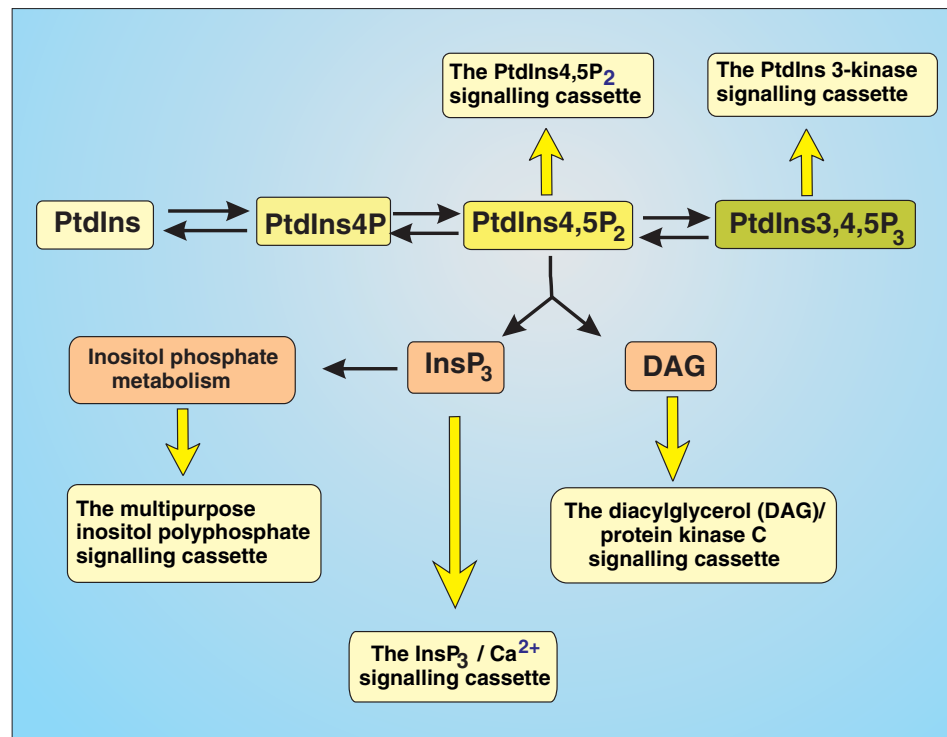 The PtdIns4,5P2
signalling cassette
The PtdIns 3-kinase
signalling cassette
PtdIns
PtdIns4P
PtdIns4,5P2
PtdIns3,4,5P3
Inositol phosphate
metabolism
InsP3
DAG
The multipurpose
inositol polyphosphate
signalling cassette
The diacylglycerol (DAG)/
protein kinase C
signalling cassette
The InsP3 / Ca2+
signalling cassette